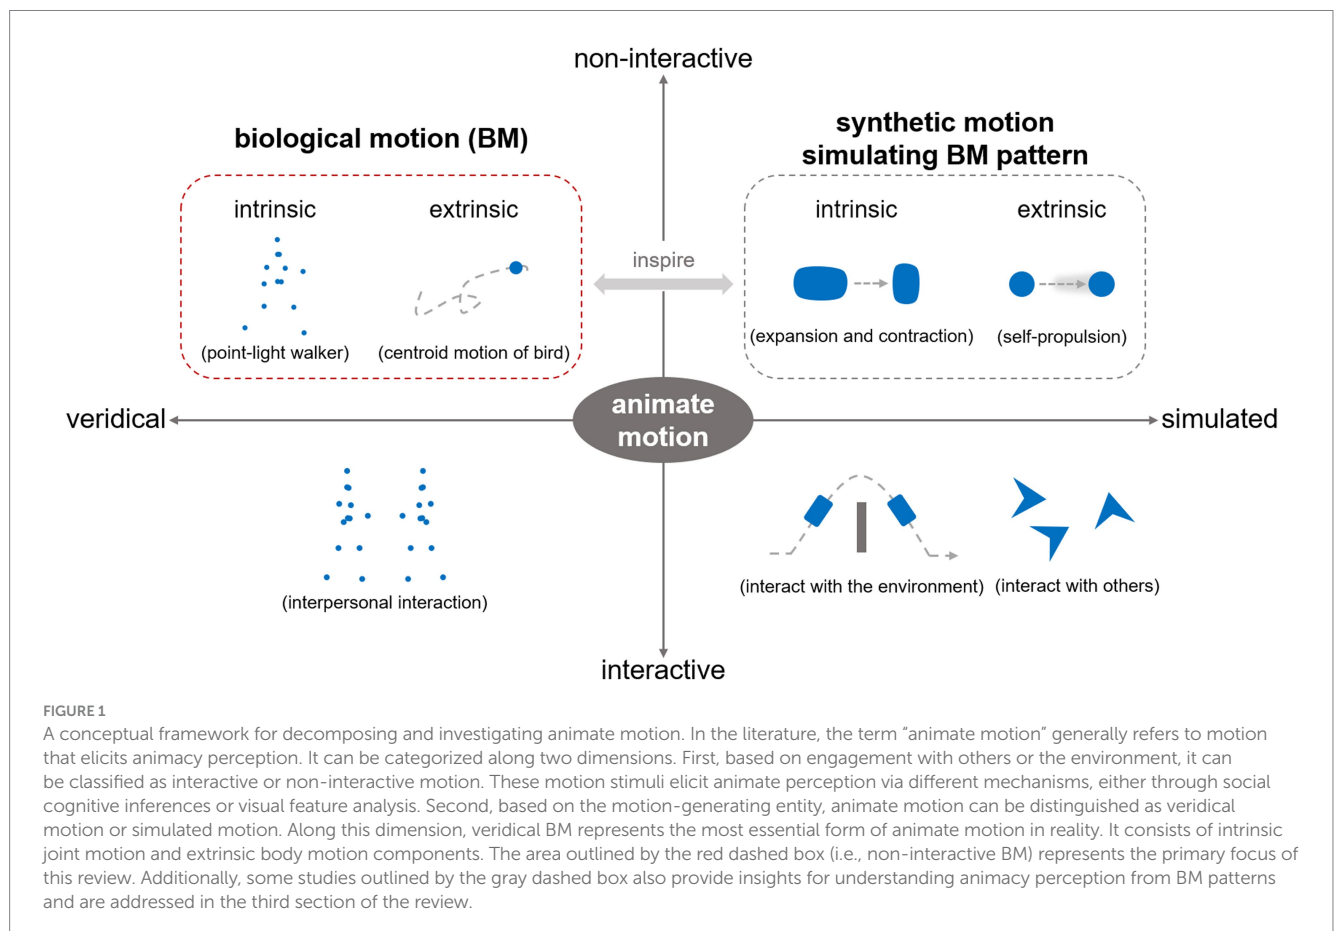 non-interactive
biological motion (BM)
synthetic motion
simulating BM pattern
intrinsic
extrinsic
(point-light walker)
(centroid motion of bird)
inspire
intrinsic
extrinsic
(expansion and contraction)
(self-propulsion)
veridical
animate
motion
simulated
(interpersonal interaction)
(interact with the environment)
(interact with others)
interactive
FIGURE 1
A conceptual framework for decomposing and investigating animate motion. In the literature, the term “animate motion” generally refers to motion
that elicits animacy perception. It can be categorized along two dimensions. First, based on engagement with others or the environment, it can
be classified as interactive or non-interactive motion. These motion stimuli elicit animate perception via different mechanisms, either through social
cognitive inferences or visual feature analysis. Second, based on the motion-generating entity, animate motion can be distinguished as veridical
motion or simulated motion. Along this dimension, veridical BM represents the most essential form of animate motion in reality. It consists of intrinsic
joint motion and extrinsic body motion components. The area outlined by the red dashed box (i.e., non-interactive BM) represents the primary focus of
this review. Additionally, some studies outlined by the gray dashed box also provide insights for understanding animacy perception from BM patterns
and are addressed in the third section of the review.